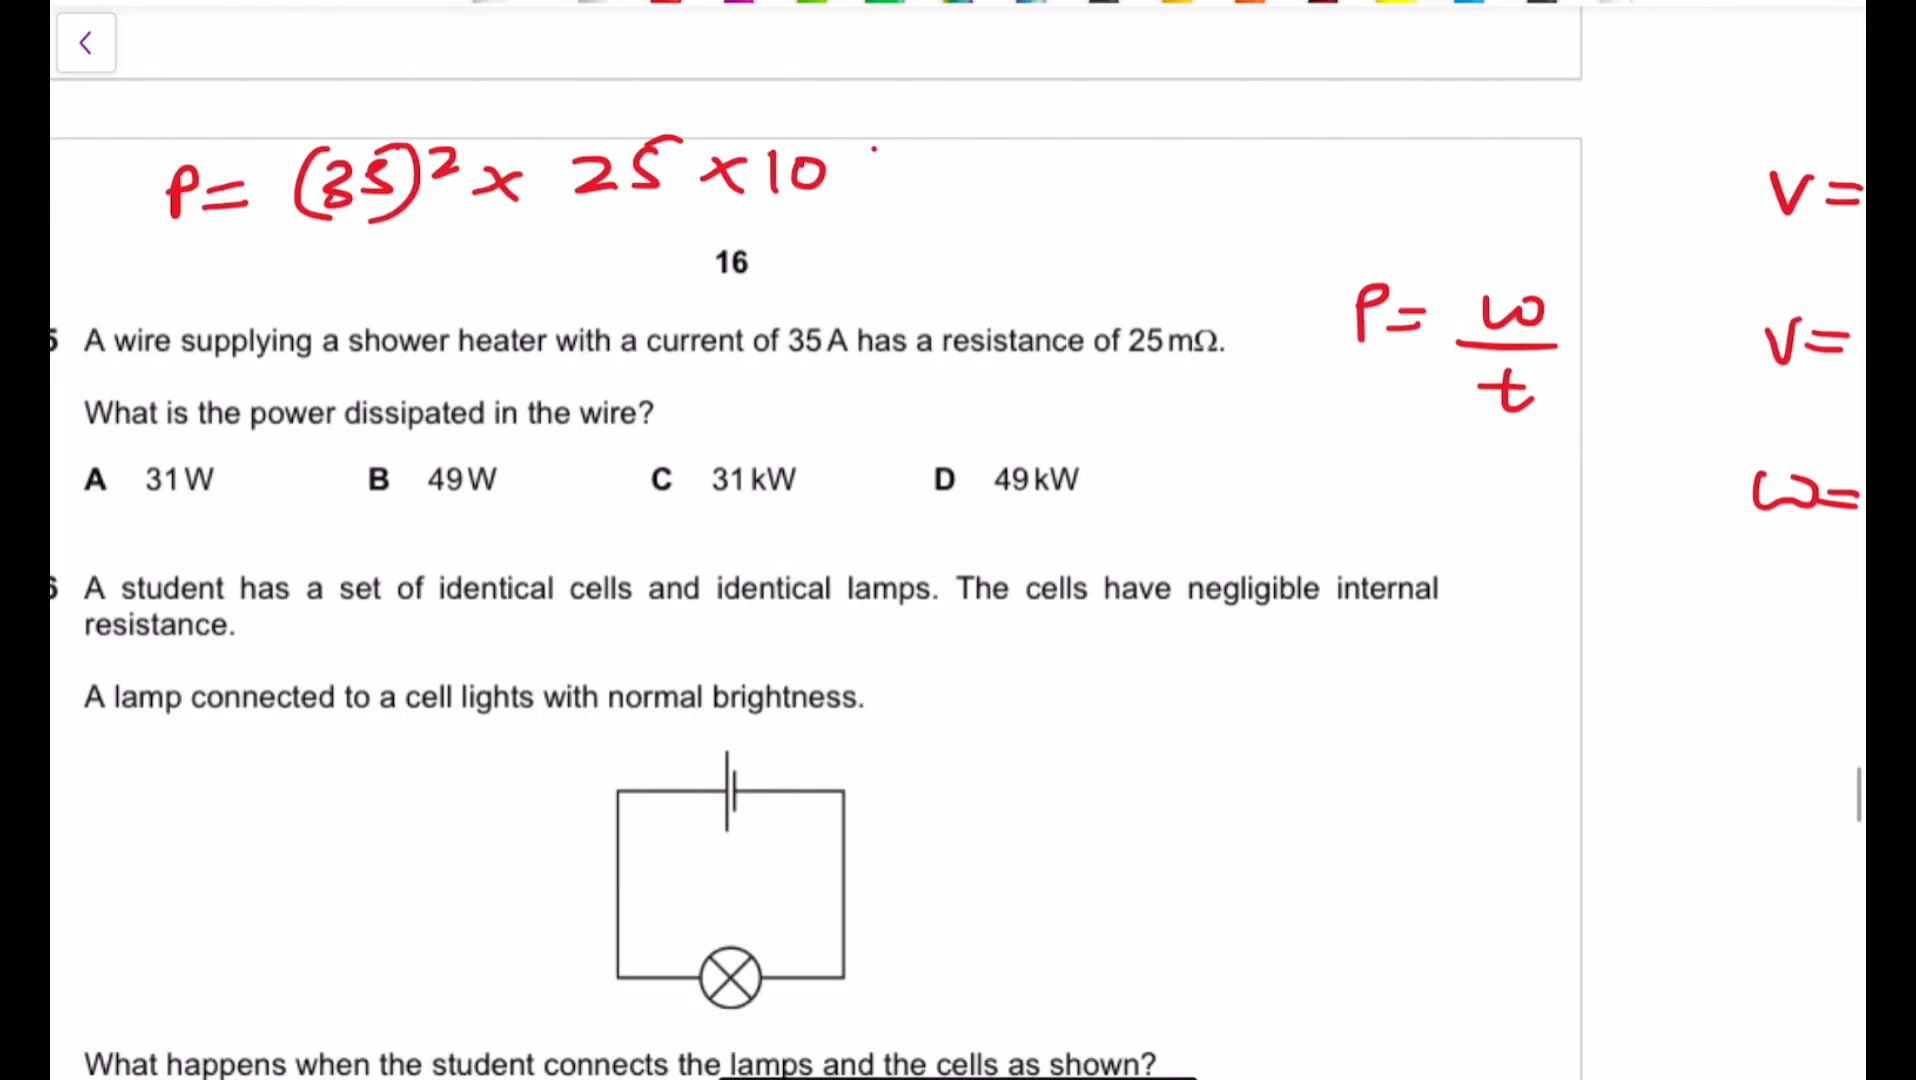 P= (35)² × 25 × 10
16
V=
P= W
t
V=
W=
A wire supplying a shower heater with a current of 35 A has a resistance of 25 mΩ.
What is the power dissipated in the wire?
A 31 W B 49 W C 31 kW D 49 kW
A student has a set of identical cells and identical lamps. The cells have negligible internal
resistance.
A lamp connected to a cell lights with normal brightness.
What happens when the student connects the lamps and the cells as shown?